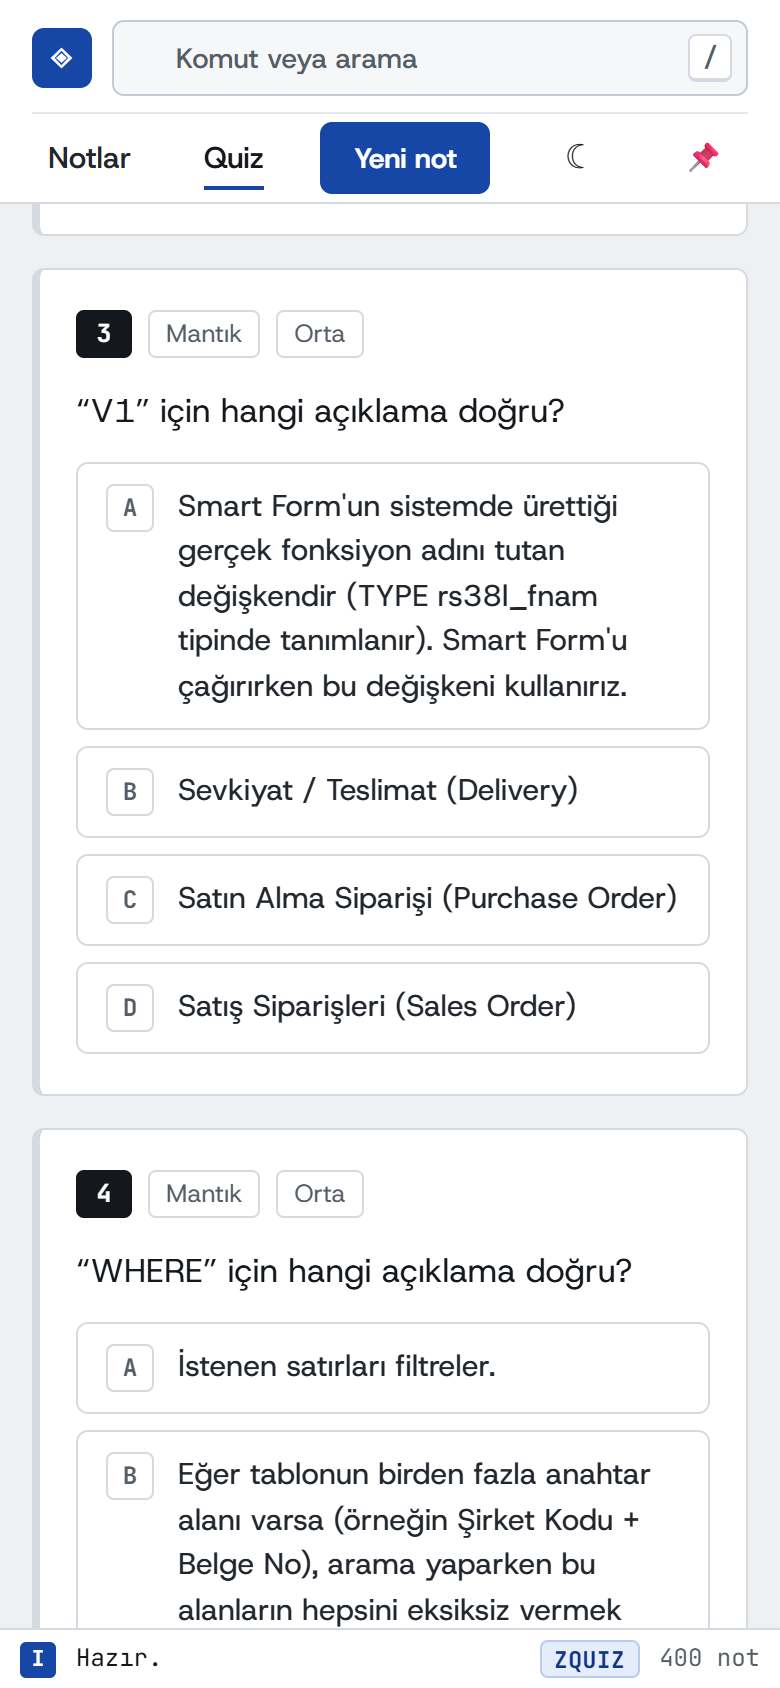 Komut veya arama /
Notlar Quiz Yeni not
3 Mantık Orta
“V1” için hangi açıklama doğru?
A Smart Form'un sistemde ürettiği
gerçek fonksiyon adını tutan
değişkendir (TYPE rs38l_fnam
tipinde tanımlanır). Smart Form'u
çağırırken bu değişkeni kullanırız.
B Sevkiyat / Teslimat (Delivery)
C Satın Alma Siparişi (Purchase Order)
D Satış Siparişleri (Sales Order)
4 Mantık Orta
“WHERE” için hangi açıklama doğru?
A İstenen satırları filtreler.
B Eğer tablonun birden fazla anahtar
alanı varsa (örneğin Şirket Kodu +
Belge No), arama yaparken bu
alanların hepsini eksiksiz vermek
I Hazır. ZQUIZ 400 not